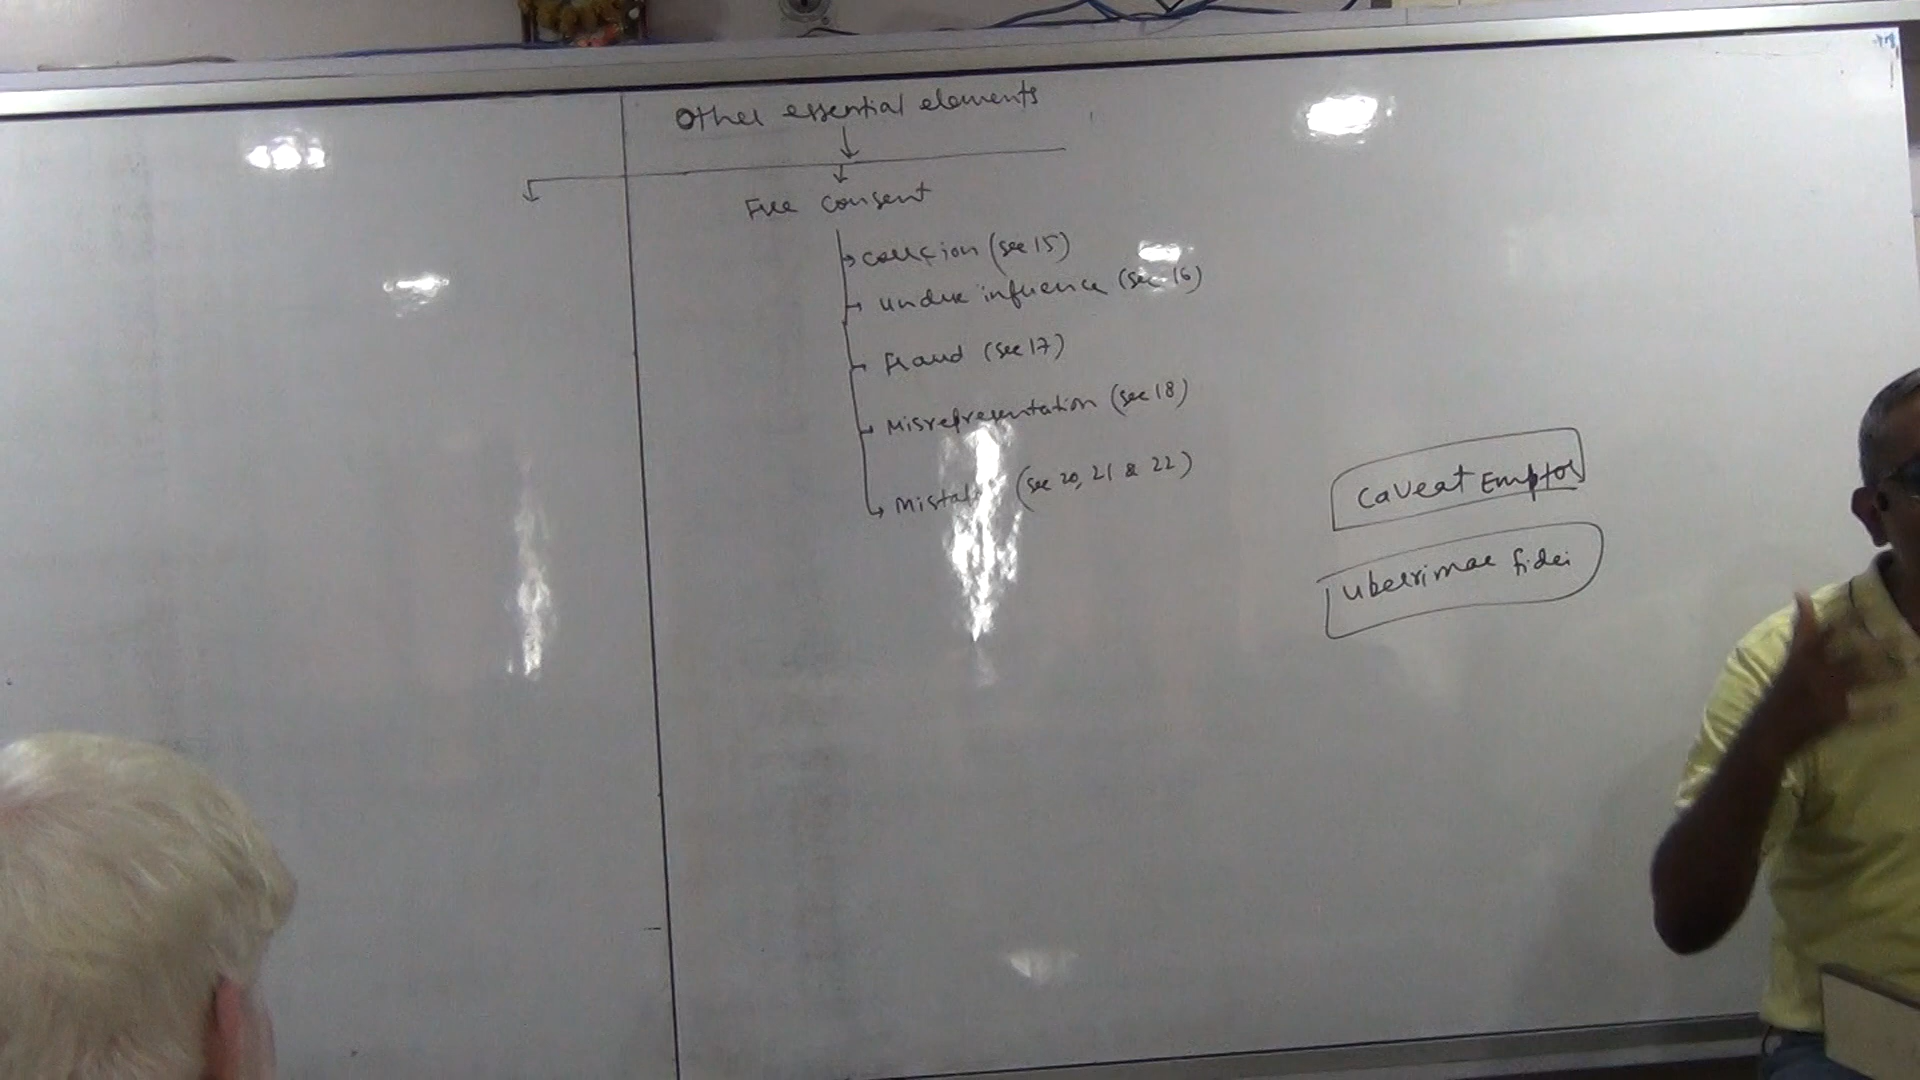 Other essential elements
Free consent
coercion (sec 15)
undue influence (sec 16)
fraud (sec 17)
Misrepresentation (sec 18)
(sec 20, 21 & 22)
Caveat Emptor
uberrimae fidei